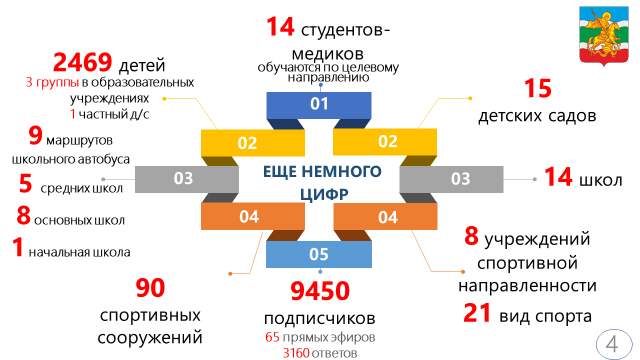 14 студентов-
медиков
обучаются по целевому
направлению
2469 детей
3 группы в образовательных
учреждениях
1 частный д/с
01
02
02
15
детских садов
9 маршрутов
школьного автобуса
5 средних школ
8 основных школ
1 начальная школа
03
ЕЩЕ НЕМНОГО
ЦИФР
03
14 школ
04
04
05
8 учреждений
спортивной
направленности
21 вид спорта
90
спортивных
сооружений
9450
подписчиков
65 прямых эфиров
3160 ответов
4